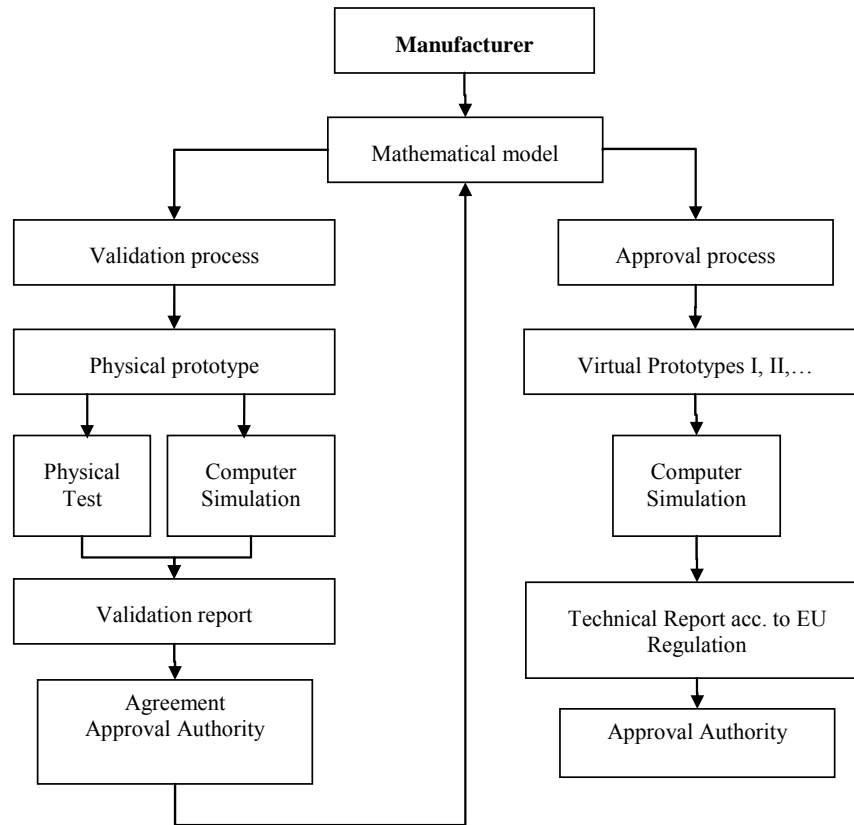 Manufacturer
Mathematical model
Validation process
Approval process
Physical prototype
Virtual Prototypes I, II,…
Physical
Test
Computer
Simulation
Computer
Simulation
Validation report
Technical Report acc. to EU
Regulation
Agreement
Approval Authority
Approval Authority